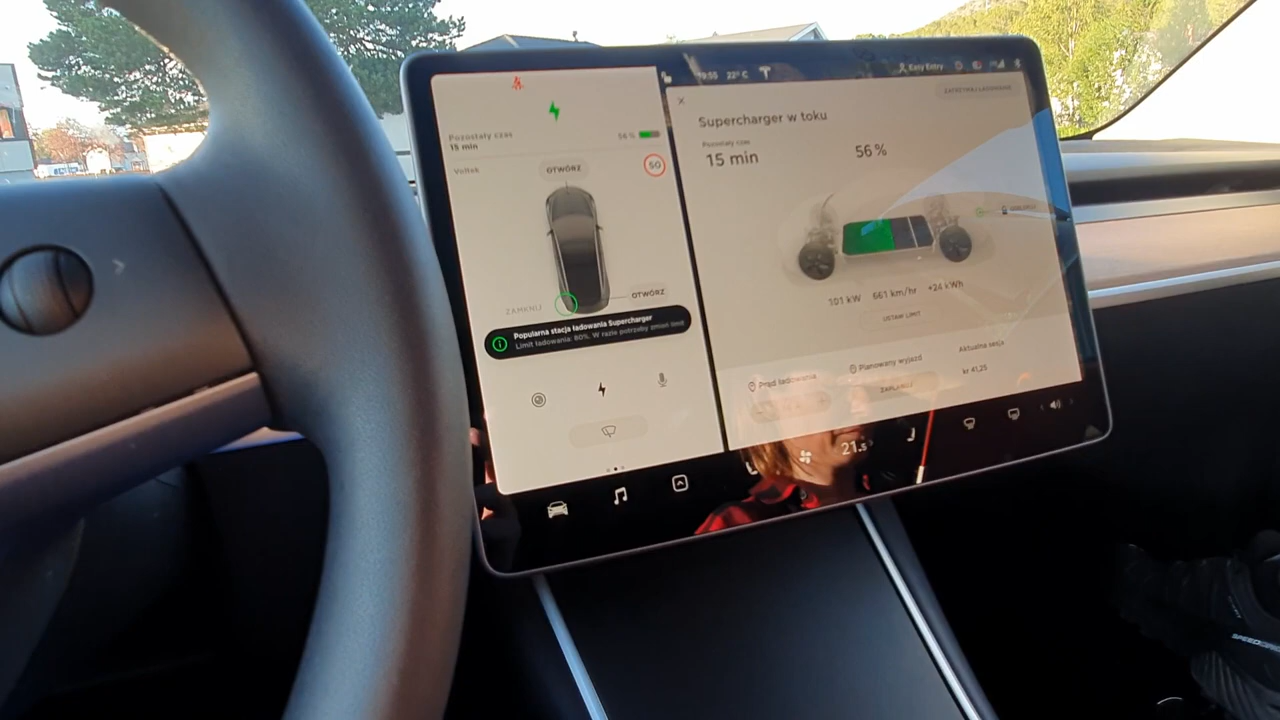 Pozostały czas
15 min
56 %
Voltek
OTWÓRZ
50
ZAMKNIJ
OTWÓRZ
Popularna stacja ładowania Supercharger
Limit ładowania: 80%. W razie potrzeby zmień limit
22° C
Easy Entry
ZATRZYMAJ ŁADOWANIE
Supercharger w toku
Pozostały czas
15 min
56 %
101 kW 661 km/hr +24 kWh
USTAW LIMIT
Prąd ładowania
Planowany wyjazd
ZAPLANUJ
Aktualna sesja
kr 41,25
21.5